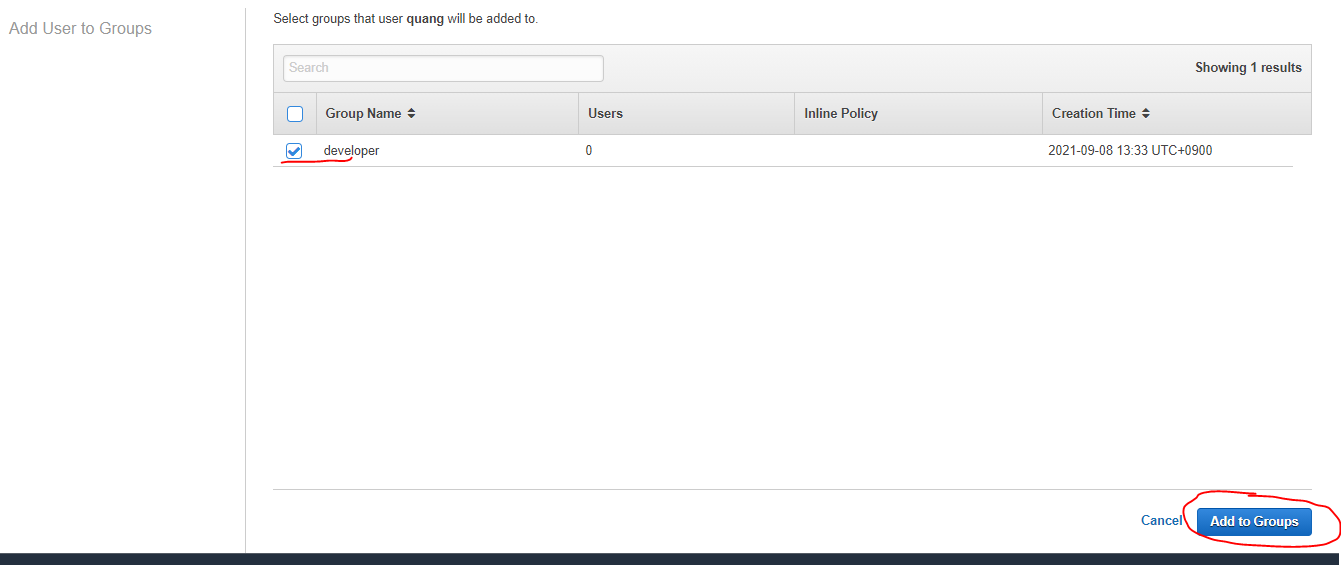 Add User to Groups
Select groups that user quang will be added to.
Search
Showing 1 results
Group Name Users Inline Policy Creation Time
developer 0 2021-09-08 13:33 UTC+0900
Cancel Add to Groups